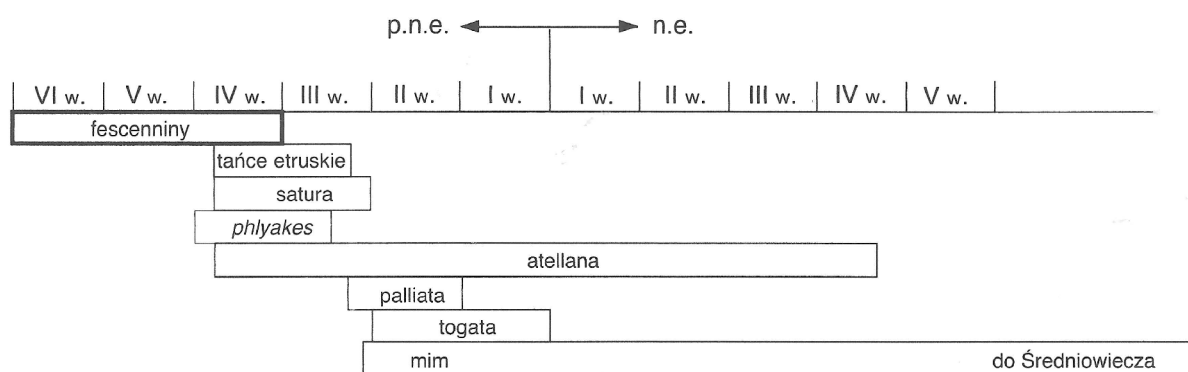 p.n.e. n.e.
VI w. V w. IV w. III w. II w. I w. I w. II w. III w. IV w. V w.
fescenniny
tańce etruskie
satura
phlyakes
atellana
palliata
togata
mim do Średniowiecza